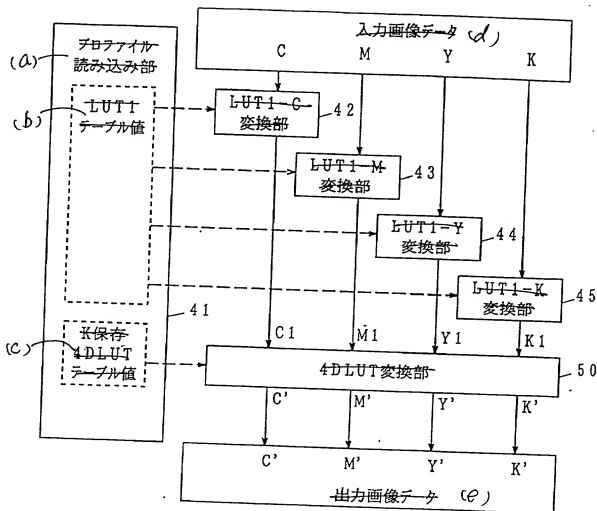 入力画像データ (d)
C M Y K
(a)
プロファイル
読み込み部
(b)
LUT1
テーブル値
LUT1-C
変換部
42
LUT1-M
変換部
43
LUT1-Y
変換部
44
LUT1-K
変換部
45
41
(c)
K保存
4DLUT
テーブル値
C1 M1 Y1 K1
4DLUT変換部
50
C' M' Y' K'
C' M' Y' K'
出力画像データ (e)